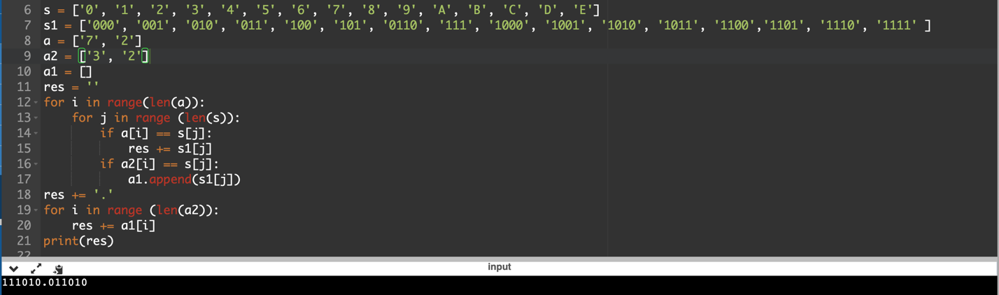 6 s = ['0', '1', '2', '3', '4', '5', '6', '7', '8', '9', 'A', 'B', 'C', 'D', 'E']
7 s1 = ['000', '001', '010', '011', '100', '101', '0110', '111', '1000', '1001','1010', '1011', '1100','1101', '1110', '1111' ]
8 a = ['7', '2']
9 a2 = ['3', '2']
10 a1 = []
11 res = ''
12 for i in range(len(a)):
13     for j in range (len(s)):
14         if a[i] == s[j]:
15             res += s1[j]
16         if a2[i] == s[j]:
17             a1.append(s1[j])
18 res += '.'
19 for i in range (len(a2)):
20     res += a1[i]
21 print(res)
22
input
111010.011010